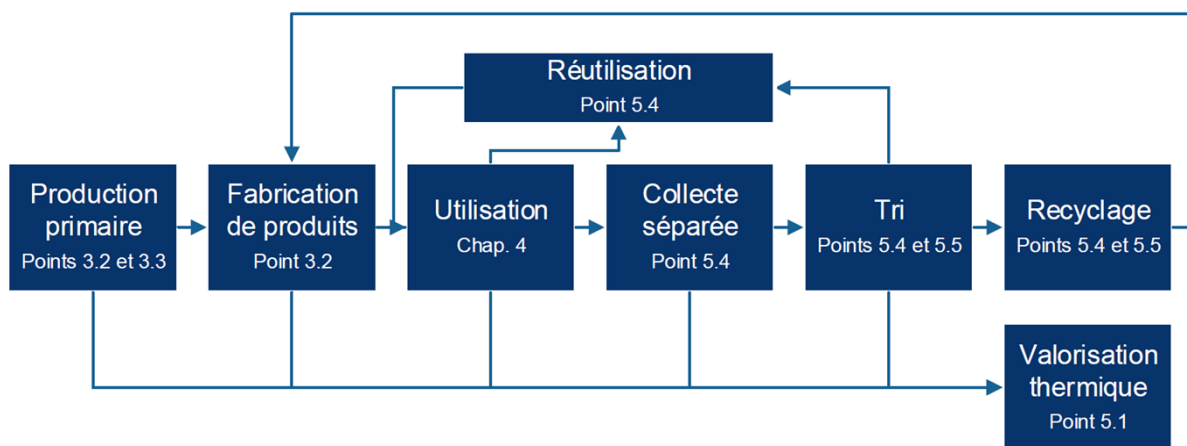 Réutilisation
Point 5.4
Production
primaire
Points 3.2 et 3.3
Fabrication
de produits
Point 3.2
Utilisation
Chap. 4
Collecte
séparée
Point 5.4
Tri
Points 5.4 et 5.5
Recyclage
Points 5.4 et 5.5
Valorisation
thermique
Point 5.1